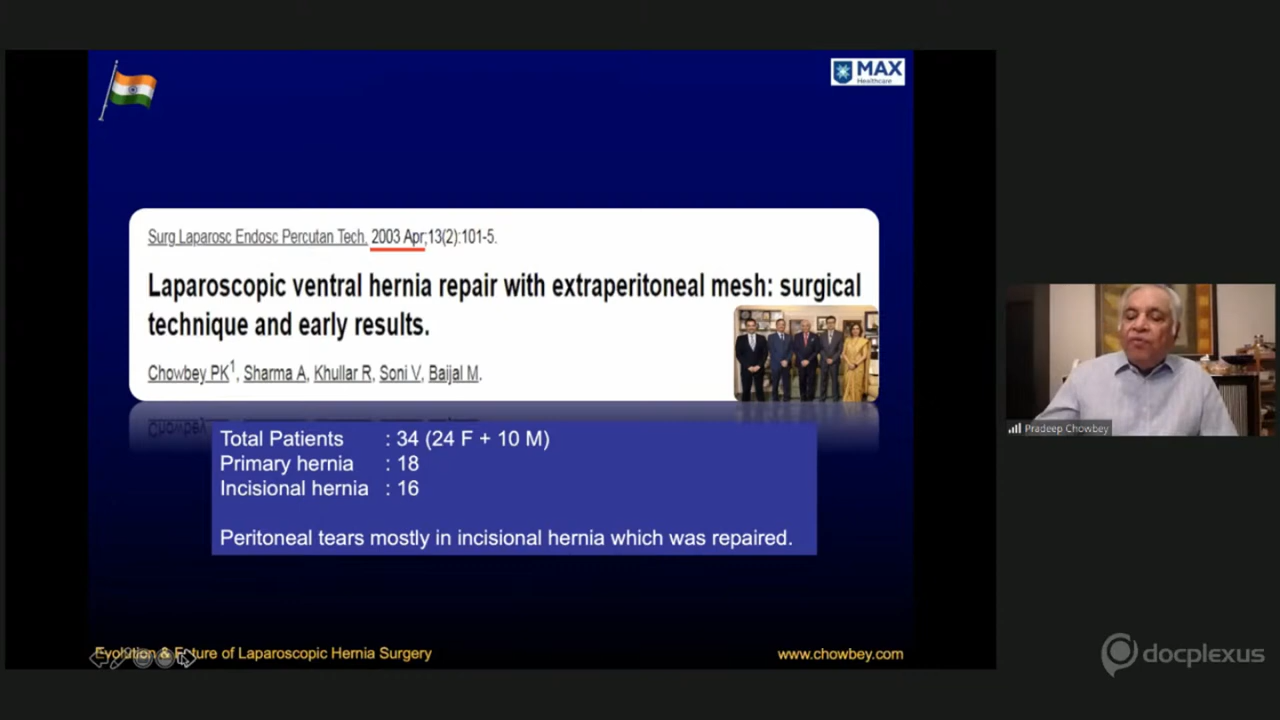 MAX
Healthcare
Surg Laparosc Endosc Percutan Tech. 2003 Apr;13(2):101-5.
Laparoscopic ventral hernia repair with extraperitoneal mesh: surgical
technique and early results.
Chowbey PK1, Sharma A, Khullar R, Soni V, Baijal M.
Total Patients : 34 (24 F + 10 M)
Primary hernia : 18
Incisional hernia : 16
Peritoneal tears mostly in incisional hernia which was repaired.
Evolution & Future of Laparoscopic Hernia Surgery
www.chowbey.com
Pradeep Chowbey
docplexus